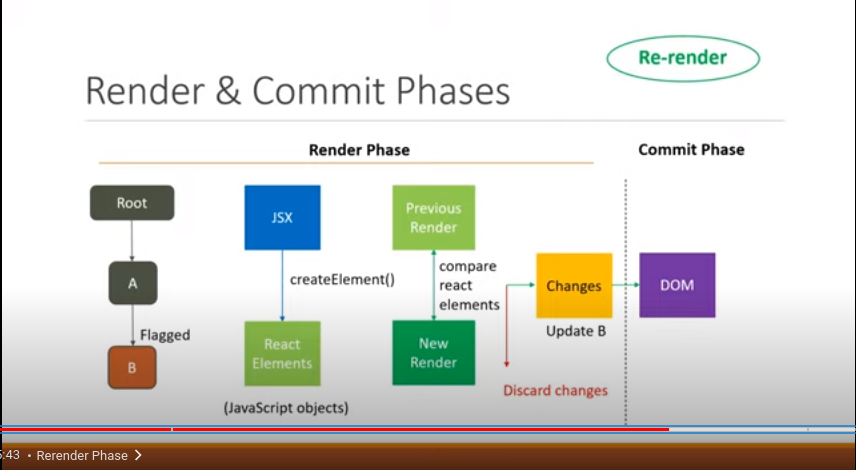 Re-render
Render & Commit Phases
Render Phase
Commit Phase
Root
A
Flagged
B
JSX
createElement()
React
Elements
(JavaScript objects)
Previous
Render
compare
react
elements
New
Render
Changes
Update B
Discard changes
DOM
5:43 • Rerender Phase >